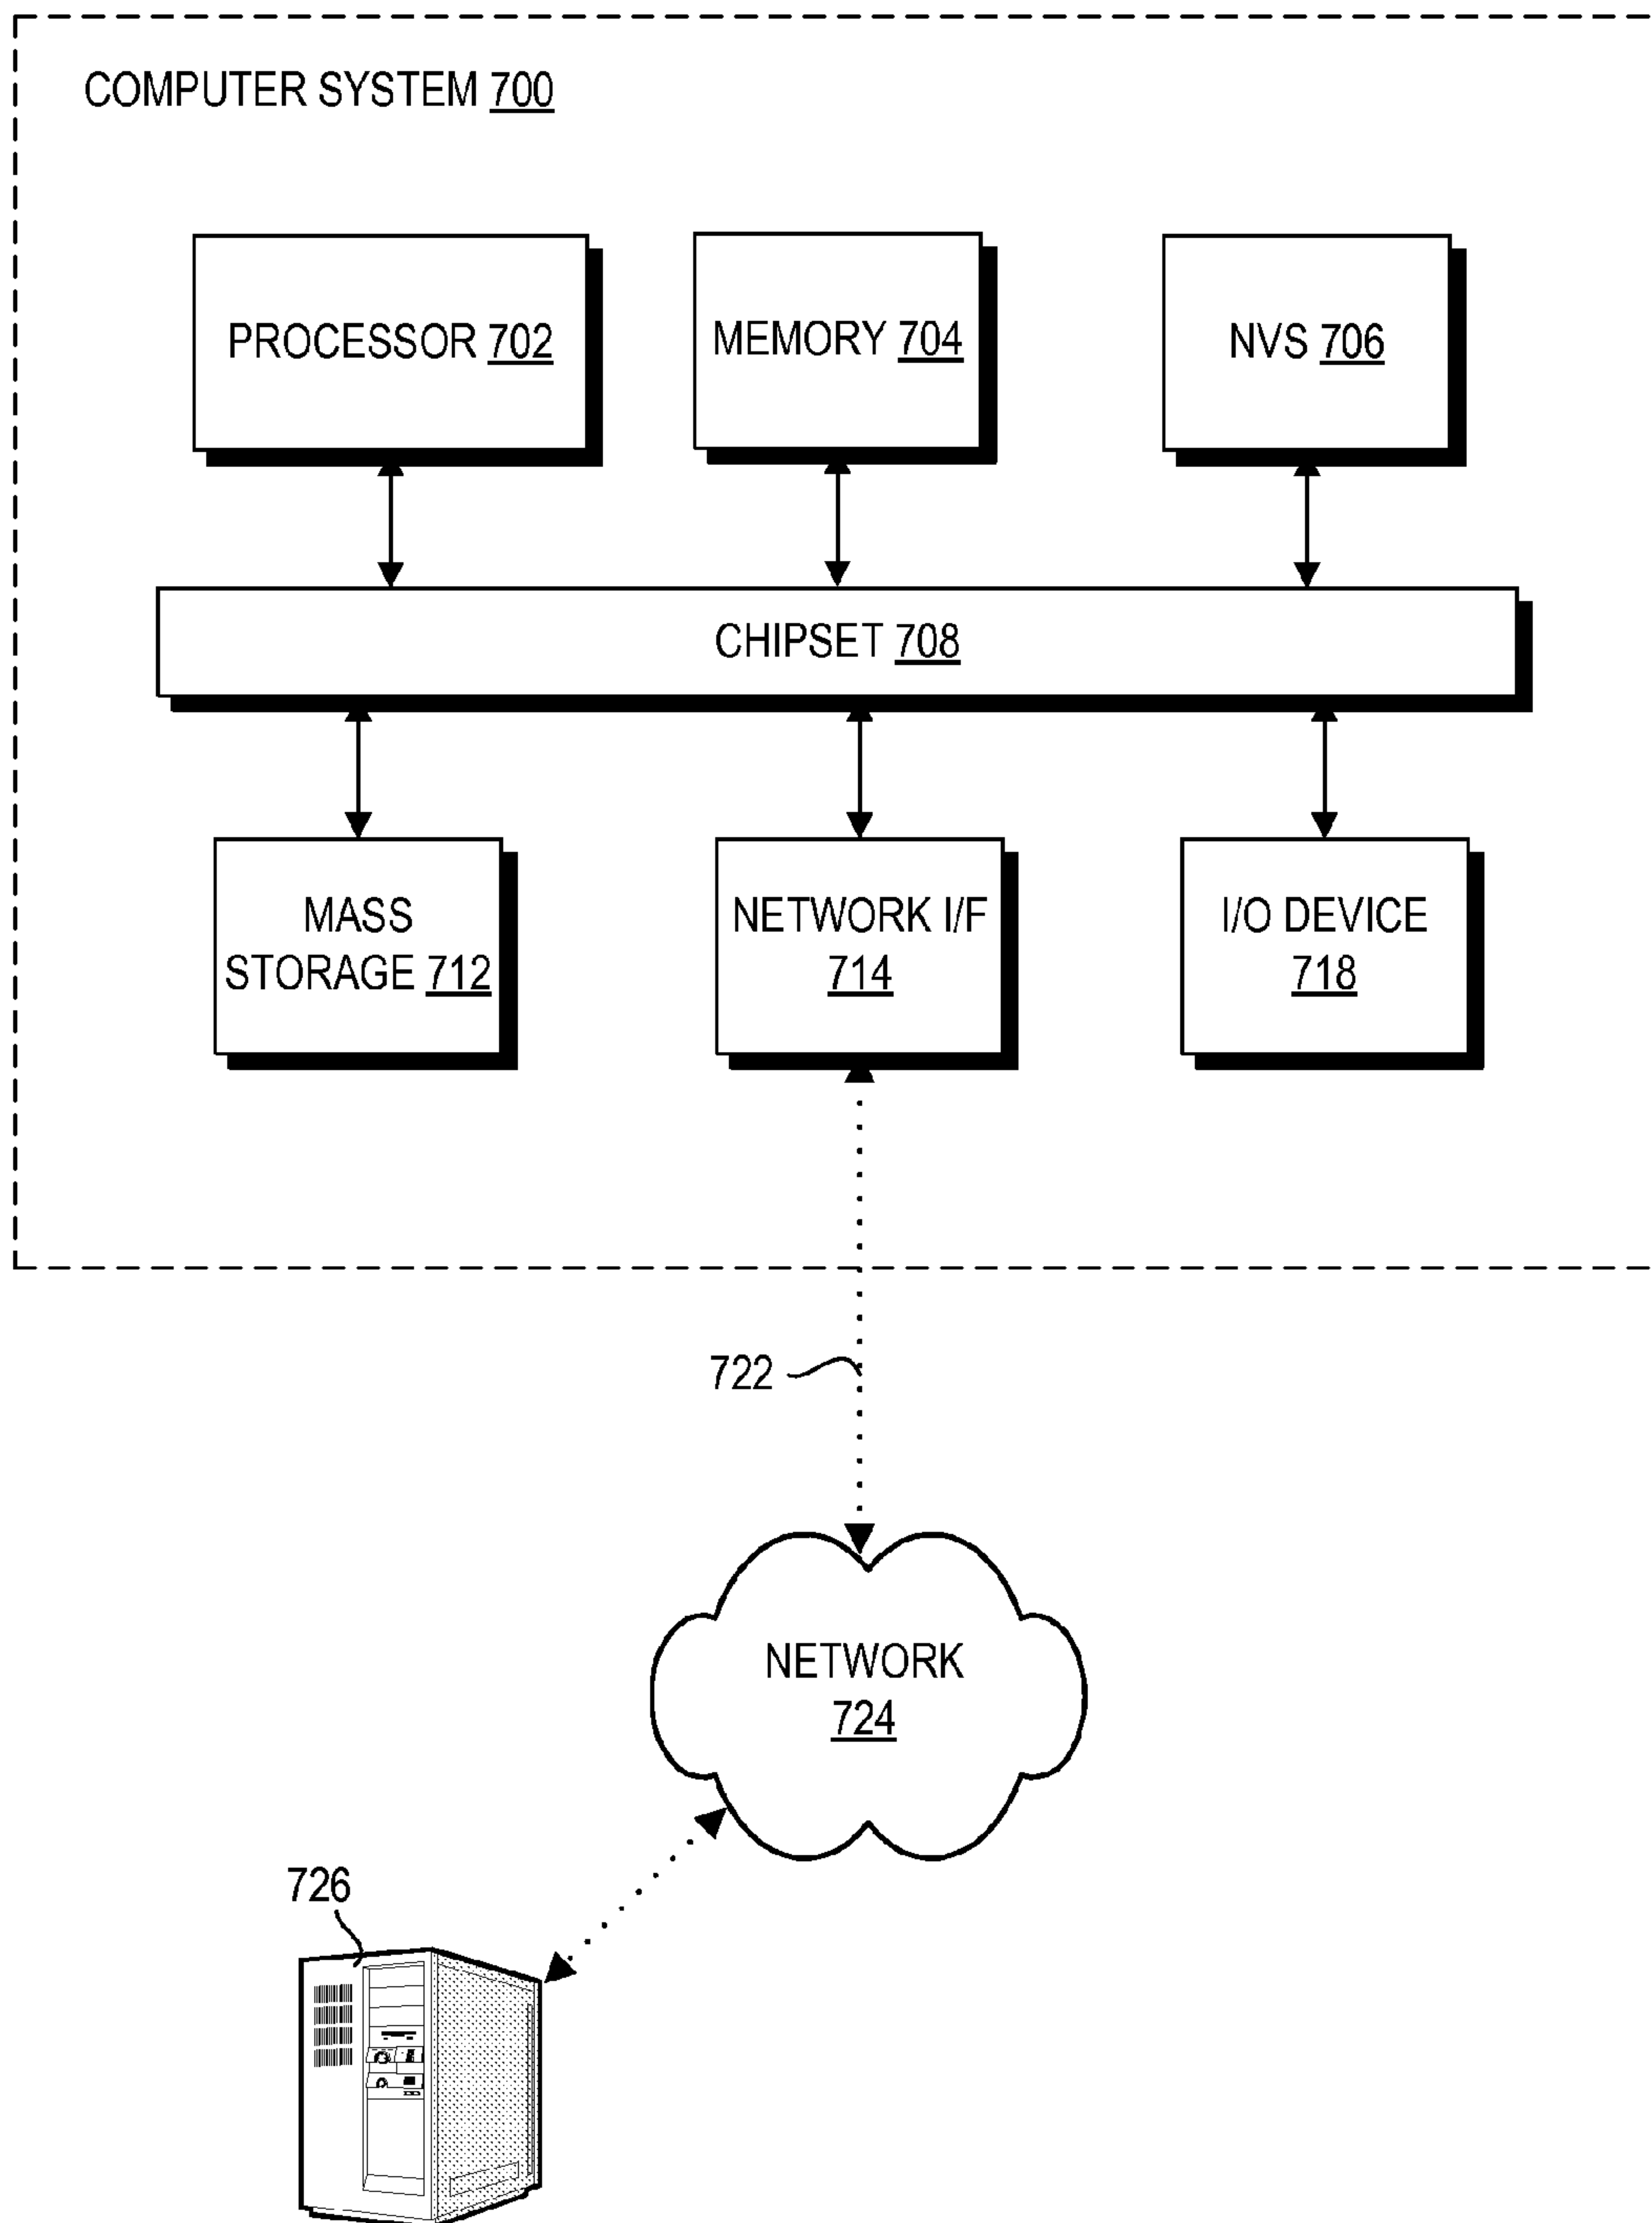 COMPUTER SYSTEM 700
PROCESSOR 702
MEMORY 704
NVS 706
CHIPSET 708
MASS
STORAGE 712
NETWORK I/F
714
I/O DEVICE
718
722
NETWORK
724
726